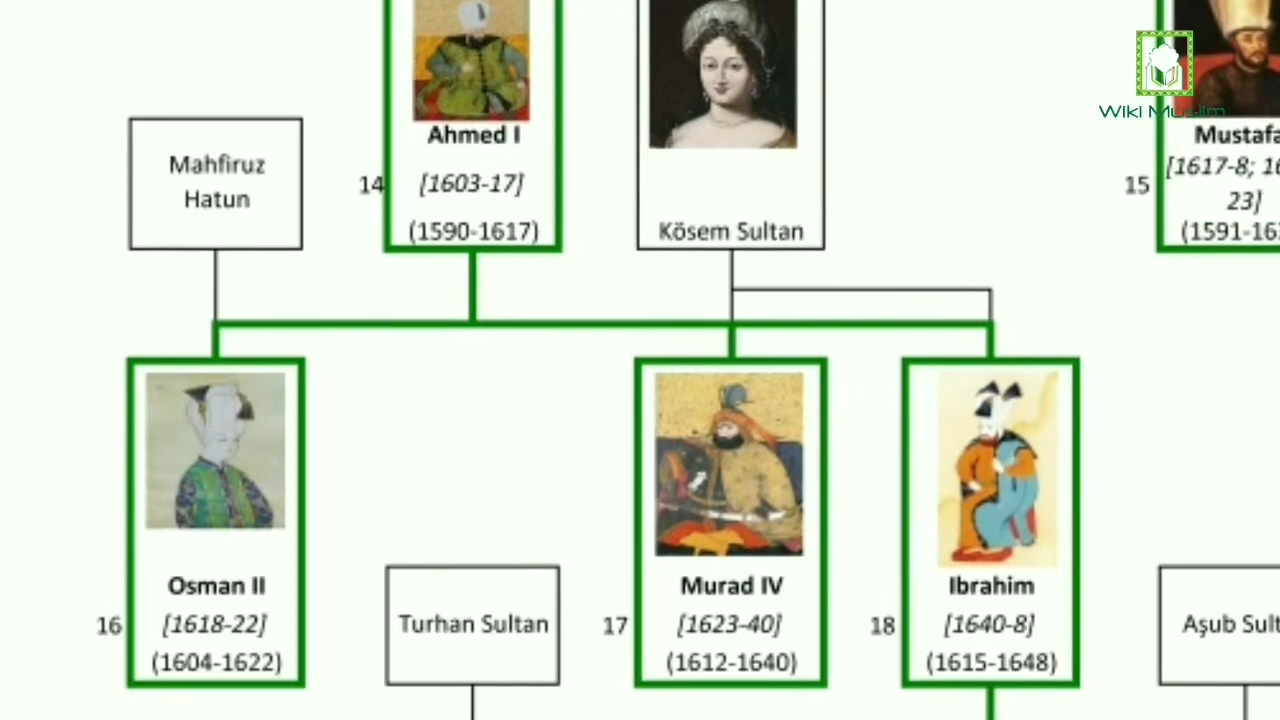 Wiki Muslim
Mahfiruz
Hatun
14
Ahmed I
[1603-17]
(1590-1617)
Kösem Sultan
15
Mustafa
[1617-8; 16
23]
(1591-16
16
Osman II
[1618-22]
(1604-1622)
Turhan Sultan
17
Murad IV
[1623-40]
(1612-1640)
18
Ibrahim
[1640-8]
(1615-1648)
Aşub Sult